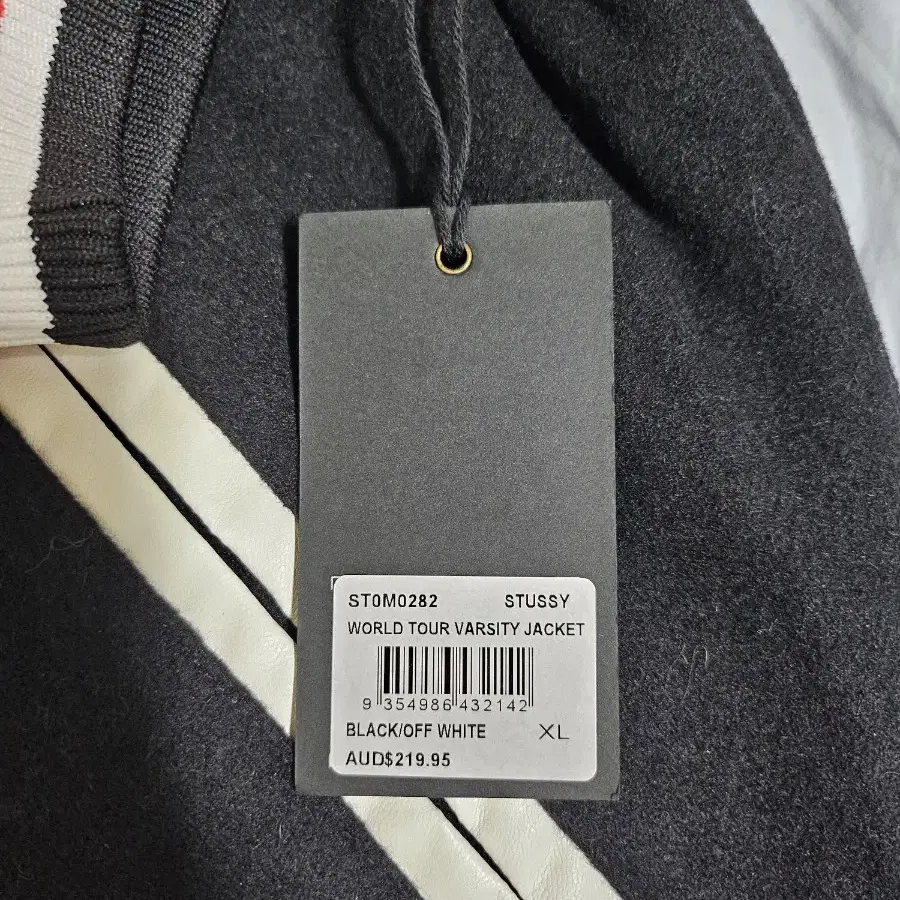 ST0M0282 STUSSY
WORLD TOUR VARSITY JACKET
9 354986 432142
BLACK/OFF WHITE XL
AUD$219.95